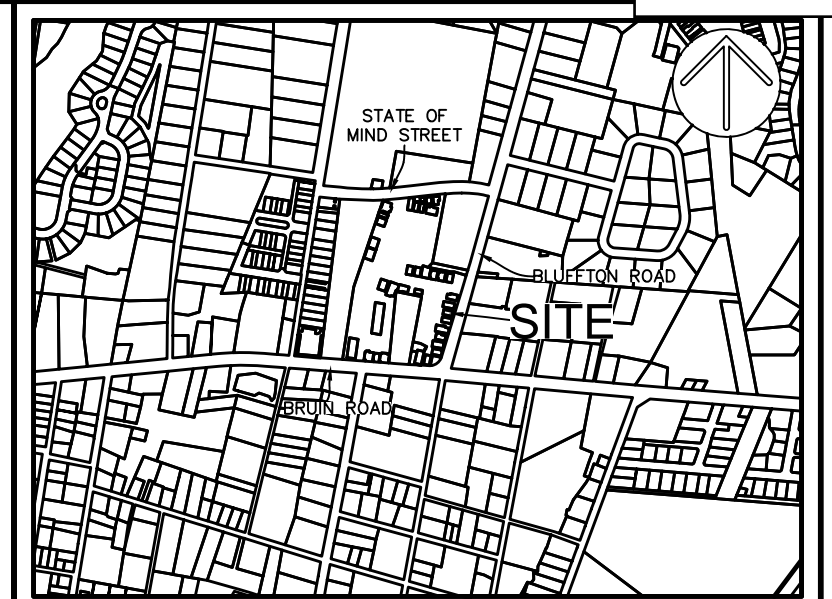 STATE OF
MIND STREET
BLUFFTON ROAD
SITE
BRUIN ROAD